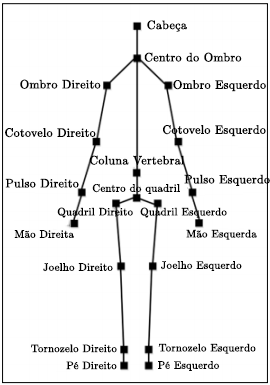 Cabeça
Centro do Ombro
Ombro Direito
Ombro Esquerdo
Cotovelo Direito
Cotovelo Esquerdo
Coluna Vertebral
Pulso Direito
Pulso Esquerdo
Centro do quadril
Quadril Direito
Quadril Esquerdo
Mão Direita
Mão Esquerda
Joelho Direito
Joelho Esquerdo
Tornozelo Direito
Tornozelo Esquerdo
Pé Direito
Pé Esquerdo